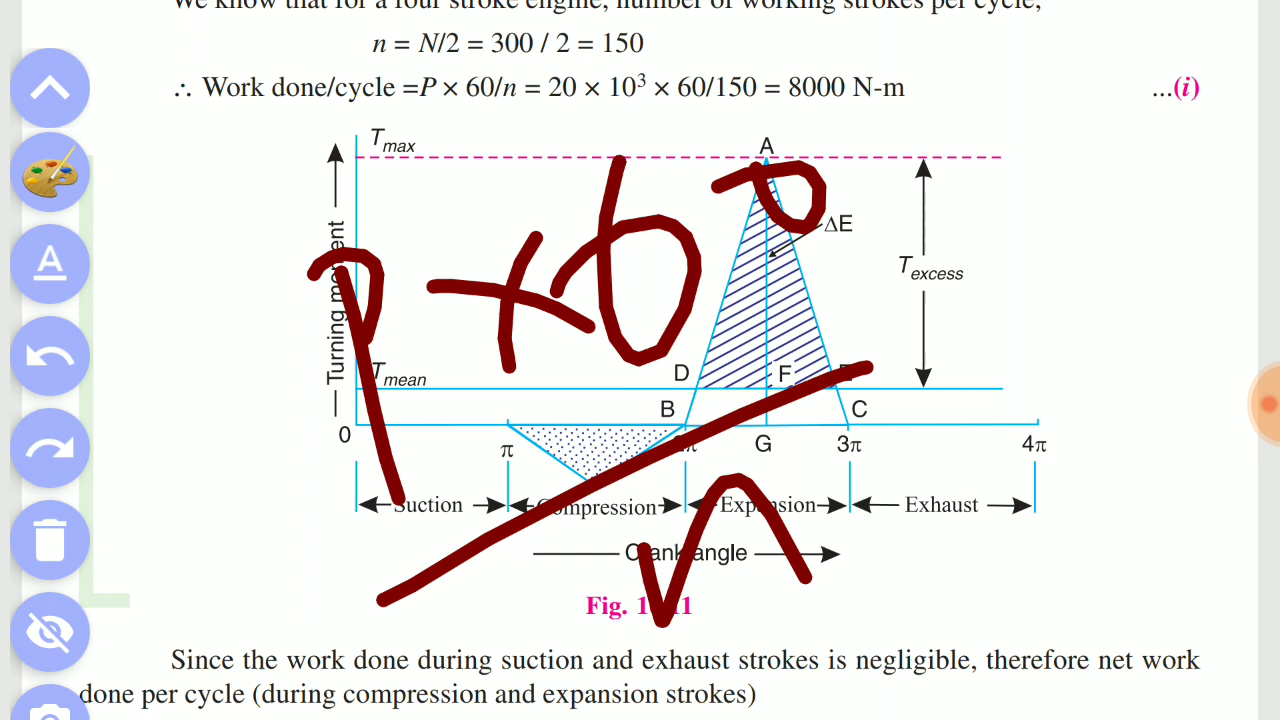 We know that for a four stroke engine, number of working strokes per cycle,
n = N/2 = 300 / 2 = 150
∴ Work done/cycle =P × 60/n = 20 × 10³ × 60/150 = 8000 N-m ...(i)
T max
A
ΔE
T excess
Turning moment
P × 60
T mean
D
F
E
B
C
0
π
2π
G
3π
4π
Suction
Compression
Expansion
Exhaust
n
Crank angle
Fig.
Since the work done during suction and exhaust strokes is negligible, therefore net work
done per cycle (during compression and expansion strokes)